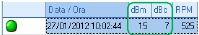 Data / Ora dBm dBc RPM
27/01/2012 10:02:44 15 7 525